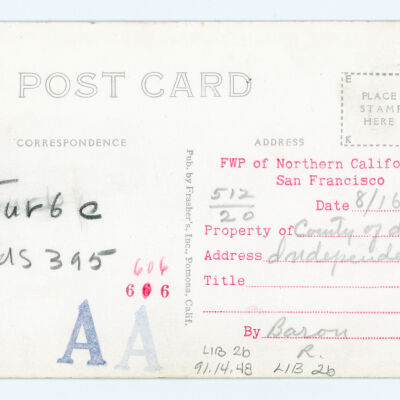 POST CARD
CORRESPONDENCE
ADDRESS
E
K
PLACE
STAMP
HERE
Pub. by Frasher's, Inc., Pomona, Calif.
FWP of Northern Califo
San Francisco
512
20
Date 8/16
Property of County of
Address Independe
Title
By Baron
R.
LIB 2b
LIB 2b
91.14.48
395
606
606
A A